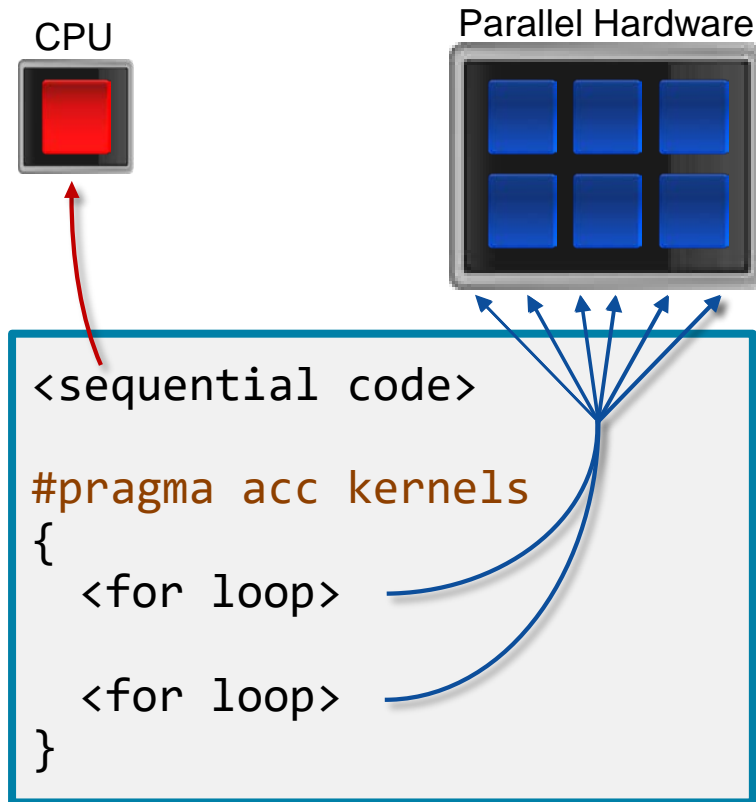 CPU
Parallel Hardware
<sequential code>
#pragma acc kernels
{
<for loop>
<for loop>
}